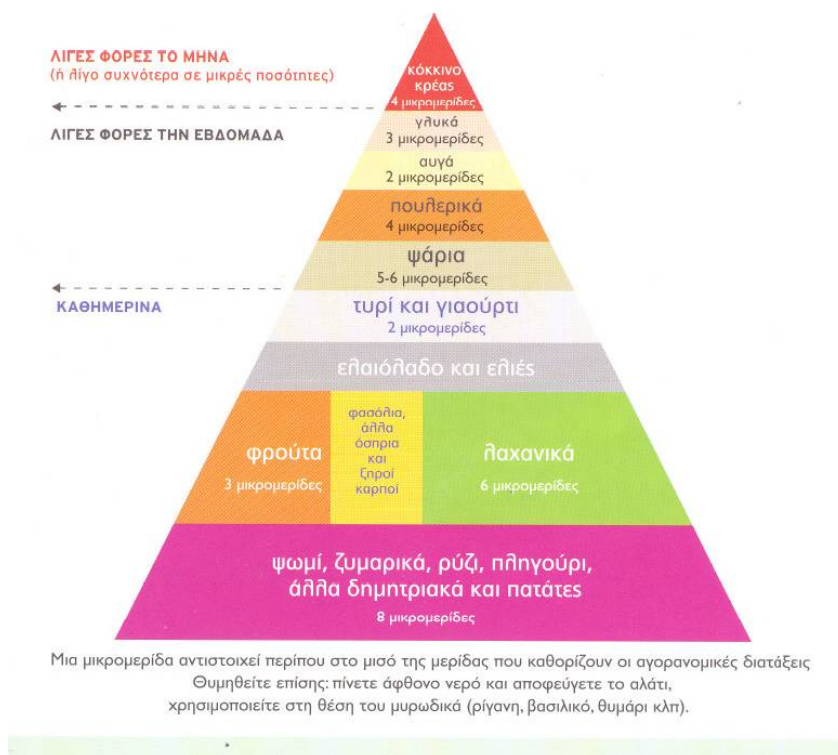 ΛΙΓΕΣ ΦΟΡΕΣ ΤΟ ΜΗΝΑ
(ή λίγο συχνότερα σε μικρές ποσότητες)
κόκκινο
κρέας
4 μικρομερίδες
ΛΙΓΕΣ ΦΟΡΕΣ ΤΗΝ ΕΒΔΟΜΑΔΑ
γλυκά
3 μικρομερίδες
αυγά
2 μικρομερίδες
πουλερικά
4 μικρομερίδες
ψάρια
5-6 μικρομερίδες
ΚΑΘΗΜΕΡΙΝΑ
τυρί και γιαούρτι
2 μικρομερίδες
ελαιόλαδο και ελιές
φρούτα
3 μικρομερίδες
φασόλια,
άλλα
όσπρια
και
ξηροί
καρποί
λαχανικά
6 μικρομερίδες
ψωμί, ζυμαρικά, ρύζι, πληγούρι,
άλλα δημητριακά και πατάτες
8 μικρομερίδες
Μια μικρομερίδα αντιστοιχεί περίπου στο μισό της μερίδας που καθορίζουν οι αγορανομικές διατάξεις
Θυμηθείτε επίσης: πίνετε άφθονο νερό και αποφεύγετε το αλάτι,
χρησιμοποιείτε στη θέση του μυρωδικά (ρίγανη, βασιλικό, θυμάρι κλπ).